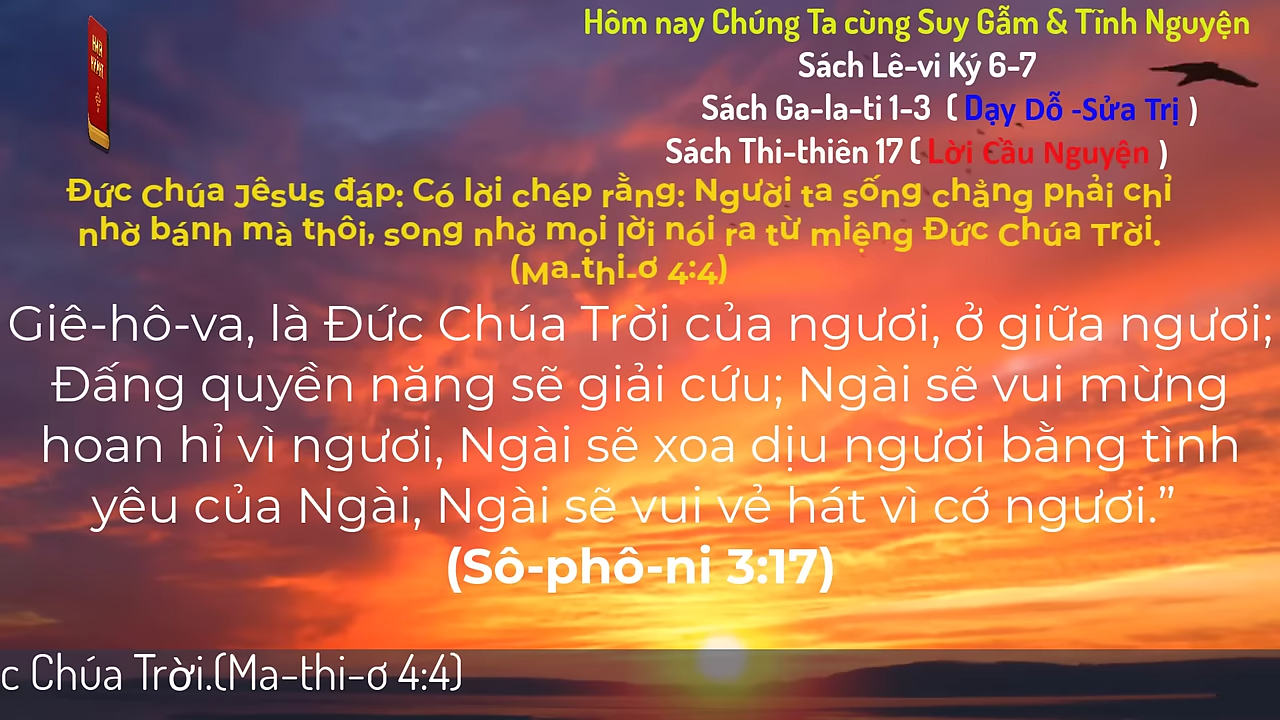 Hôm nay Chúng Ta cùng Suy Gẫm & Tĩnh Nguyện
Sách Lê-vi Ký 6-7
Sách Ga-la-ti 1-3 ( Dạy Dỗ -Sửa Trị )
Sách Thi-thiên 17 ( Lời Cầu Nguyện )
Đức Chúa Jêsus đáp: Có lời chép rằng: Người ta sống chẳng phải chỉ
nhờ bánh mà thôi, song nhờ mọi lời nói ra từ miệng Đức Chúa Trời.
(Ma-thi-ơ 4:4)
Giê-hô-va, là Đức Chúa Trời của ngươi, ở giữa ngươi;
Đấng quyền năng sẽ giải cứu; Ngài sẽ vui mừng
hoan hỉ vì ngươi, Ngài sẽ xoa dịu ngươi bằng tình
yêu của Ngài, Ngài sẽ vui vẻ hát vì cớ ngươi.”
(Sô-phô-ni 3:17)
c Chúa Trời.(Ma-thi-ơ 4:4)